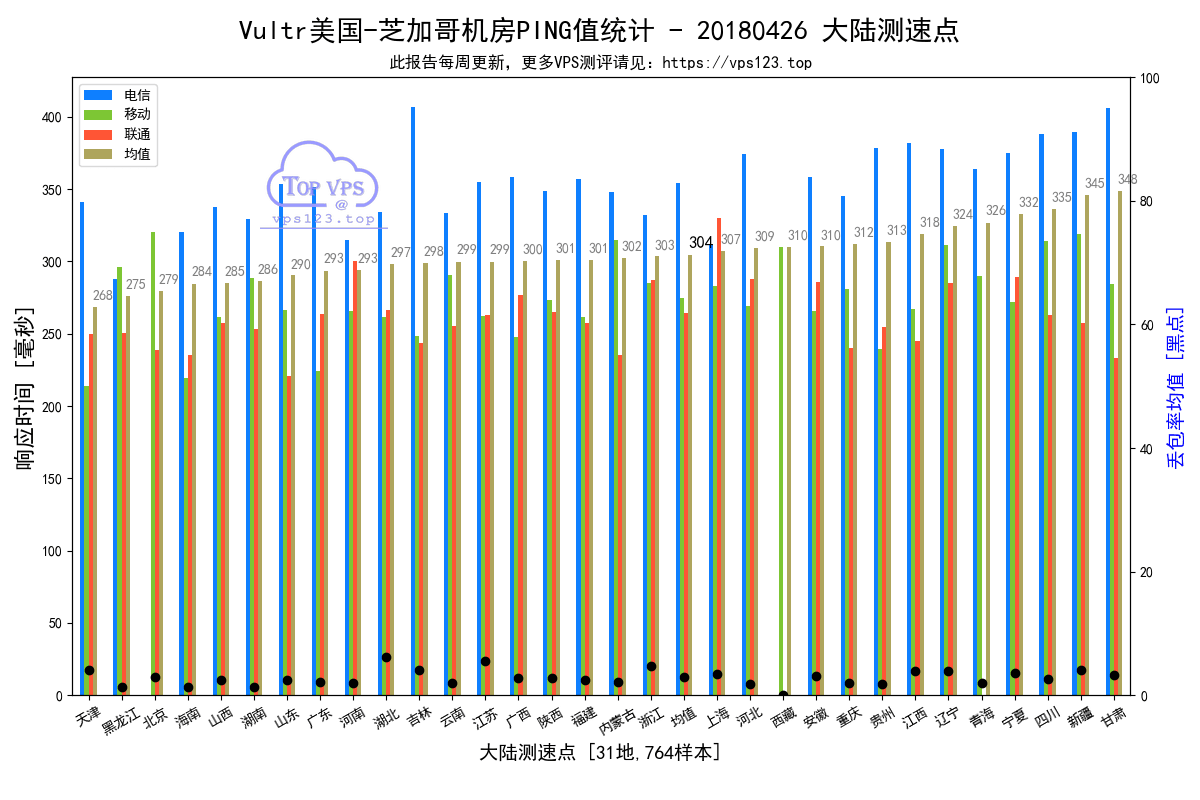 Vultr美国-芝加哥机房PING值统计 - 20180426 大陆测速点
此报告每周更新，更多VPS测评请见：https://vps123.top
电信
移动
联通
均值
Top VPS
@
vps123.top
响应时间 [毫秒]
400
350
300
250
200
150
100
50
0
268 275 279 284 285 286 290 293 293 297 298 299 299 300 301 301 302 303 304 307 309 310 310 312 313 318 324 326 332 335 345 348
100
80
60
40
20
0
丢包率均值 [黑点]
天津 黑龙江 北京 海南 山西 湖南 山东 广东 河南 湖北 吉林 云南 江苏 广西 陕西 福建 内蒙古 浙江 均值 上海 河北 西藏 安徽 重庆 贵州 江西 辽宁 青海 宁夏 四川 新疆 甘肃
大陆测速点 [31地,764样本]